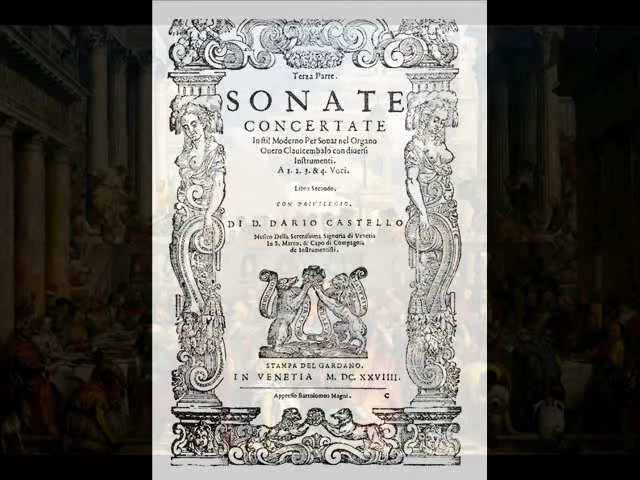 Terza Parte.
SONATE
CONCERTATE
In stil Moderno Per Sonar nel Organo
Overo Clauicembalo con diuersi
Instrumenti.
A 1. 2. 3. & 4. Voci.
Libro Secondo.
CON PRIVILEGIO.
DI D. DARIO CASTELLO
Musico Della Serenissima Signoria di Venetia
In S. Marco, & Capo di Compagnia
de Instrumentisti.
STAMPA DEL GARDANO.
IN VENETIA M. DC. XXVIIII.
Appresso Bartolomeo Magni. C